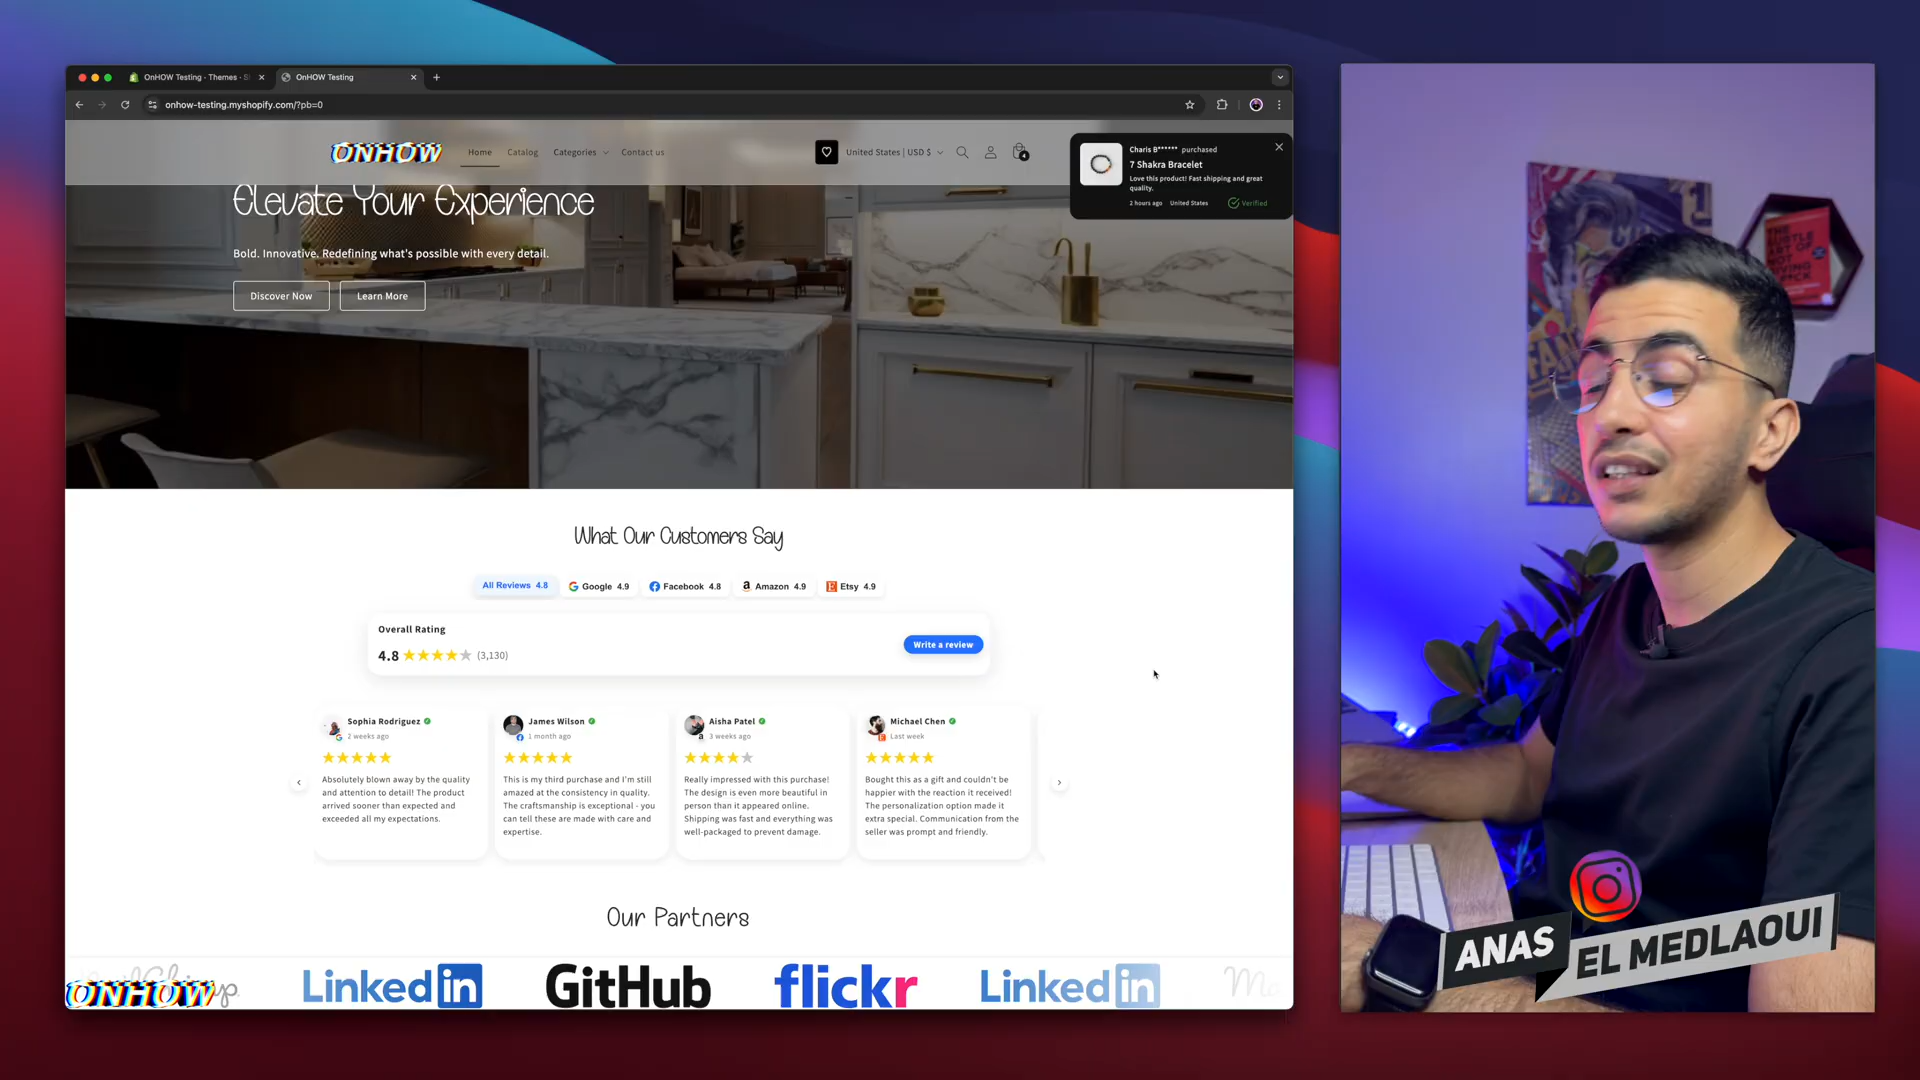 OnHOW Testing - Themes - S
OnHOW Testing
onhow-testing.myshopify.com/?pb=0
ONHOW
Home
Catalog
Categories
Contact us
United States | USD $
4
Charis B****** purchased
7 Shakra Bracelet
Love this product! Fast shipping and great
quality.
2 hours ago United States Verified
Elevate Your Experience
Bold. Innovative. Redefining what's possible with every detail.
Discover Now
Learn More
What Our Customers Say
All Reviews 4.8
Google 4.9
Facebook 4.8
Amazon 4.9
Etsy 4.9
Overall Rating
4.8 (3,130)
Write a review
Sophia Rodriguez
2 weeks ago
Absolutely blown away by the quality
and attention to detail! The product
arrived sooner than expected and
exceeded all my expectations.
James Wilson
1 month ago
This is my third purchase and I'm still
amazed at the consistency in quality.
The craftsmanship is exceptional - you
can tell these are made with care and
expertise.
Aisha Patel
3 weeks ago
Really impressed with this purchase!
The design is even more beautiful in
person than it appeared online.
Shipping was fast and everything was
well-packaged to prevent damage.
Michael Chen
Last week
Bought this as a gift and couldn't be
happier with the reaction it received!
The personalization option made it
extra special. Communication from the
seller was prompt and friendly.
Our Partners
ONHOW
LinkedIn
GitHub
flickr
LinkedIn
THE
SUBTLE
ART OF
NOT
GIVING
ANAS
EL MEDLAOUI